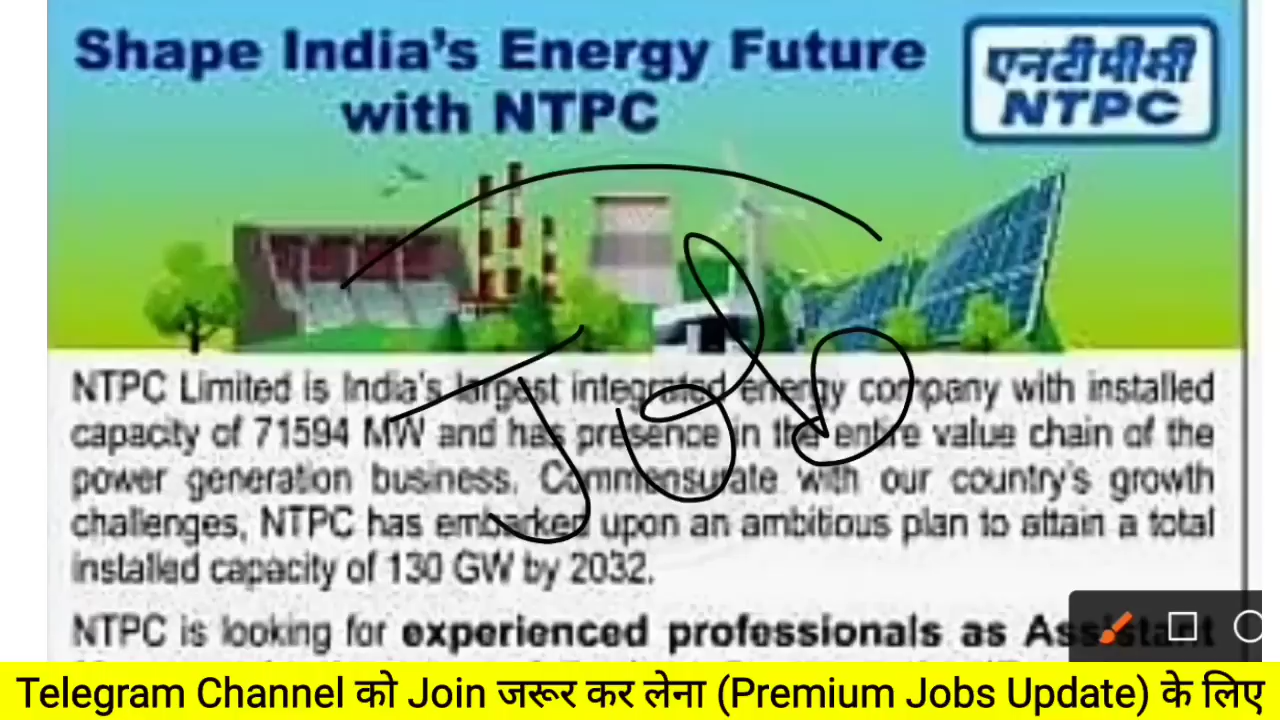 Shape India's Energy Future
with NTPC
एनटीपीसी
NTPC
Job
NTPC Limited is India's largest integrated energy company with installed
capacity of 71594 MW and has presence in the entire value chain of the
power generation business. Commensurate with our country's growth
challenges, NTPC has embarked upon an ambitious plan to attain a total
installed capacity of 130 GW by 2032.
NTPC is looking for experienced professionals as Assistant
Telegram Channel को Join जरूर कर लेना (Premium Jobs Update) के लिए